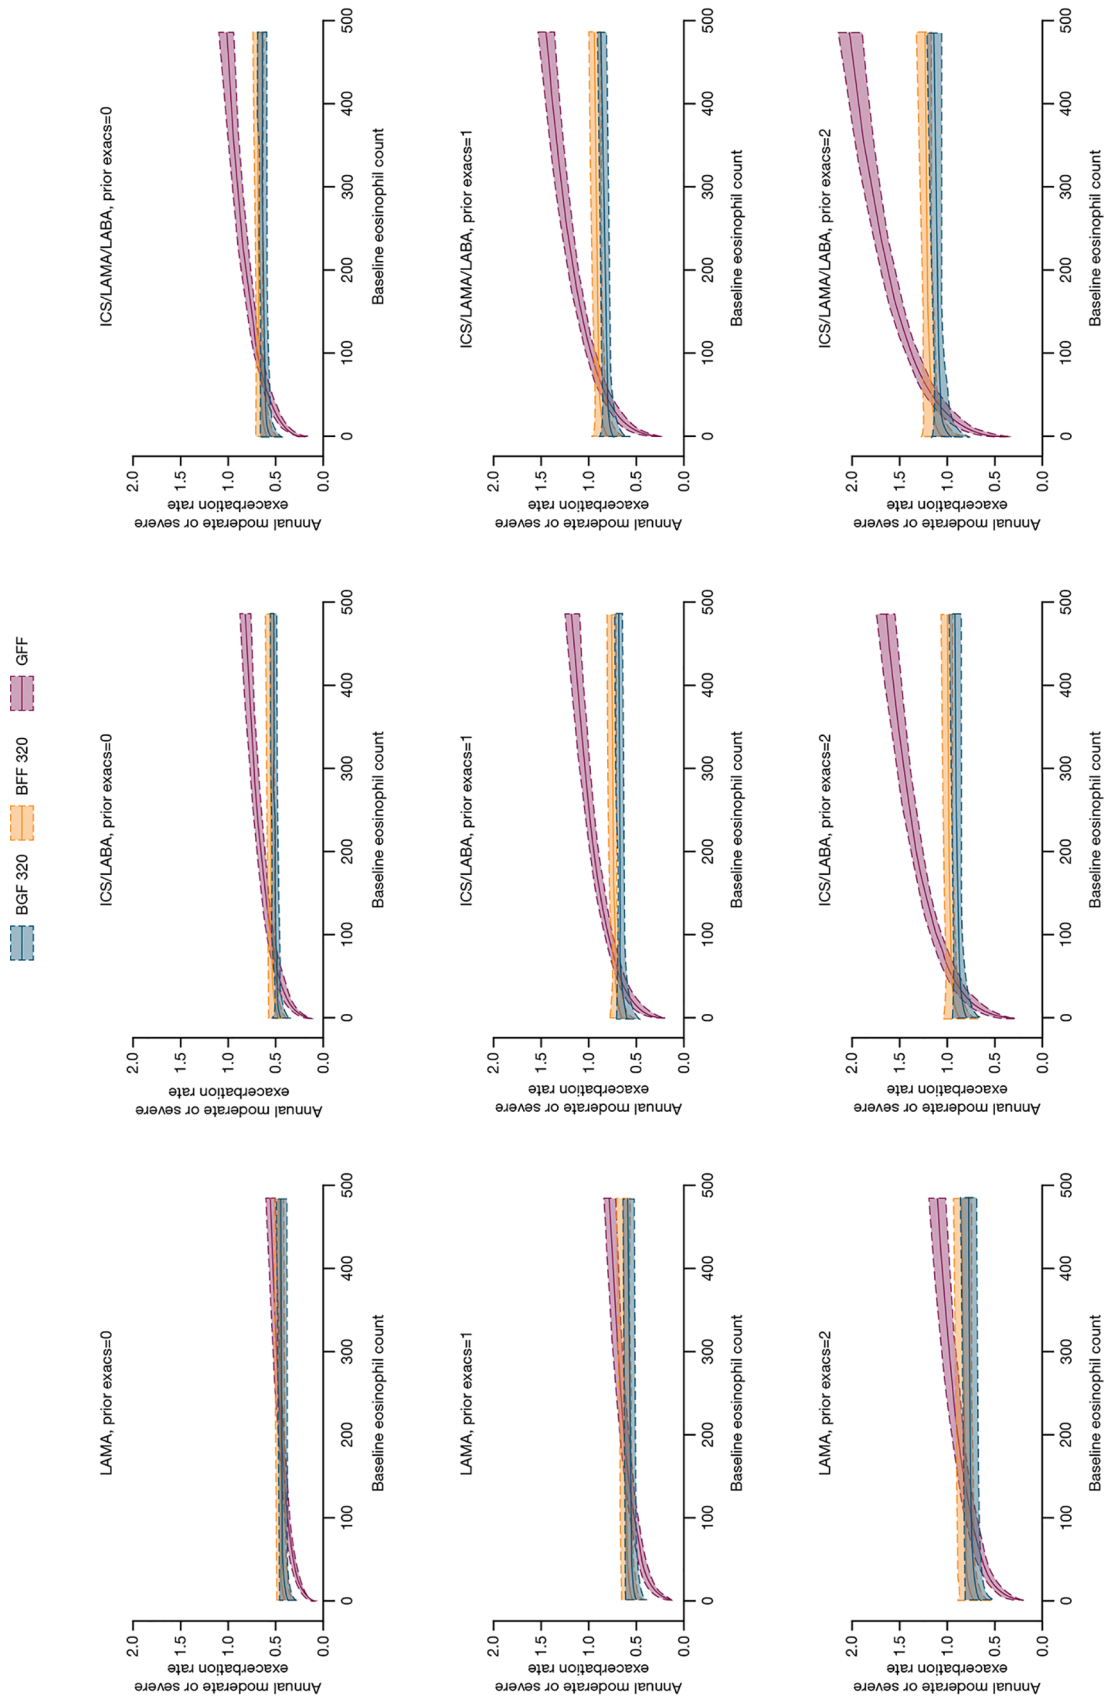 BGF 320
BFF 320
GFF
LAMA, prior exacs=0
Annual moderate or severe
exacerbation rate
2.0
1.5
1.0
0.5
0.0
0 100 200 300 400 500
Baseline eosinophil count
ICS/LABA, prior exacs=0
Annual moderate or severe
exacerbation rate
2.0
1.5
1.0
0.5
0.0
0 100 200 300 400 500
Baseline eosinophil count
ICS/LAMA/LABA, prior exacs=0
Annual moderate or severe
exacerbation rate
2.0
1.5
1.0
0.5
0.0
0 100 200 300 400 500
Baseline eosinophil count
LAMA, prior exacs=1
Annual moderate or severe
exacerbation rate
2.0
1.5
1.0
0.5
0.0
0 100 200 300 400 500
Baseline eosinophil count
ICS/LABA, prior exacs=1
Annual moderate or severe
exacerbation rate
2.0
1.5
1.0
0.5
0.0
0 100 200 300 400 500
Baseline eosinophil count
ICS/LAMA/LABA, prior exacs=1
Annual moderate or severe
exacerbation rate
2.0
1.5
1.0
0.5
0.0
0 100 200 300 400 500
Baseline eosinophil count
LAMA, prior exacs=2
Annual moderate or severe
exacerbation rate
2.0
1.5
1.0
0.5
0.0
0 100 200 300 400 500
Baseline eosinophil count
ICS/LABA, prior exacs=2
Annual moderate or severe
exacerbation rate
2.0
1.5
1.0
0.5
0.0
0 100 200 300 400 500
Baseline eosinophil count
ICS/LAMA/LABA, prior exacs=2
Annual moderate or severe
exacerbation rate
2.0
1.5
1.0
0.5
0.0
0 100 200 300 400 500
Baseline eosinophil count